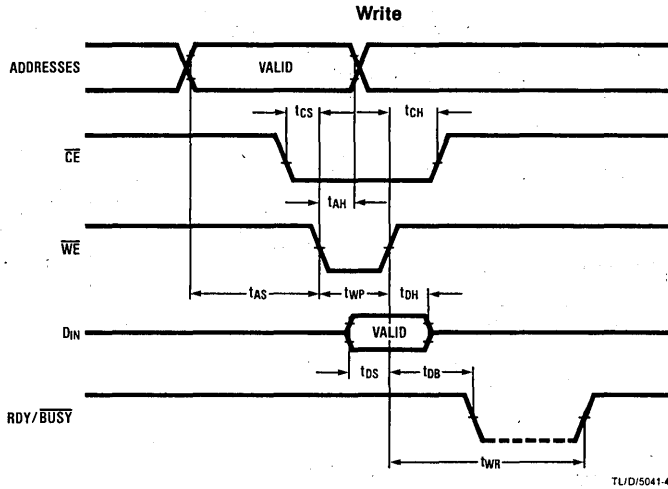 Write
ADDRESSES
VALID
tCS
tCH
CE
tAH
WE
tAS
tWP
tDH
DIN
VALID
tDS
tDB
RDY/BUSY
tWR
TL/D/5041-4